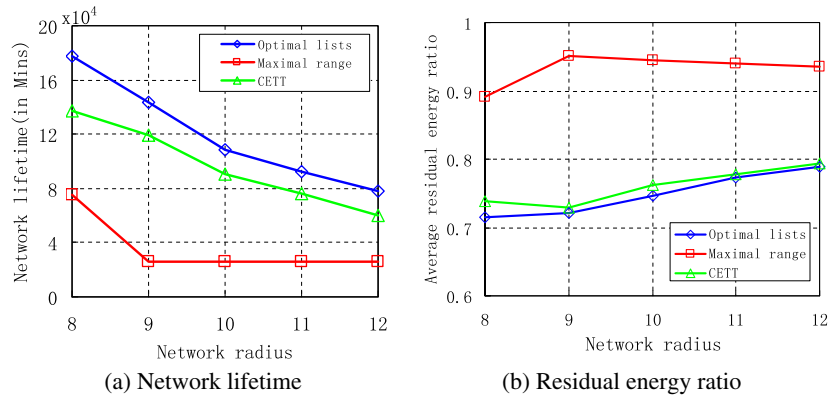 ×10⁴
20
16
12
8
4
0
Network lifetime(in Mins)
Optimal lists
Maximal range
CETT
8 9 10 11 12
Network radius
(a) Network lifetime
1
0.9
0.8
0.7
0.6
Average residual energy ratio
Optimal lists
Maximal range
CETT
8 9 10 11 12
Network radius
(b) Residual energy ratio